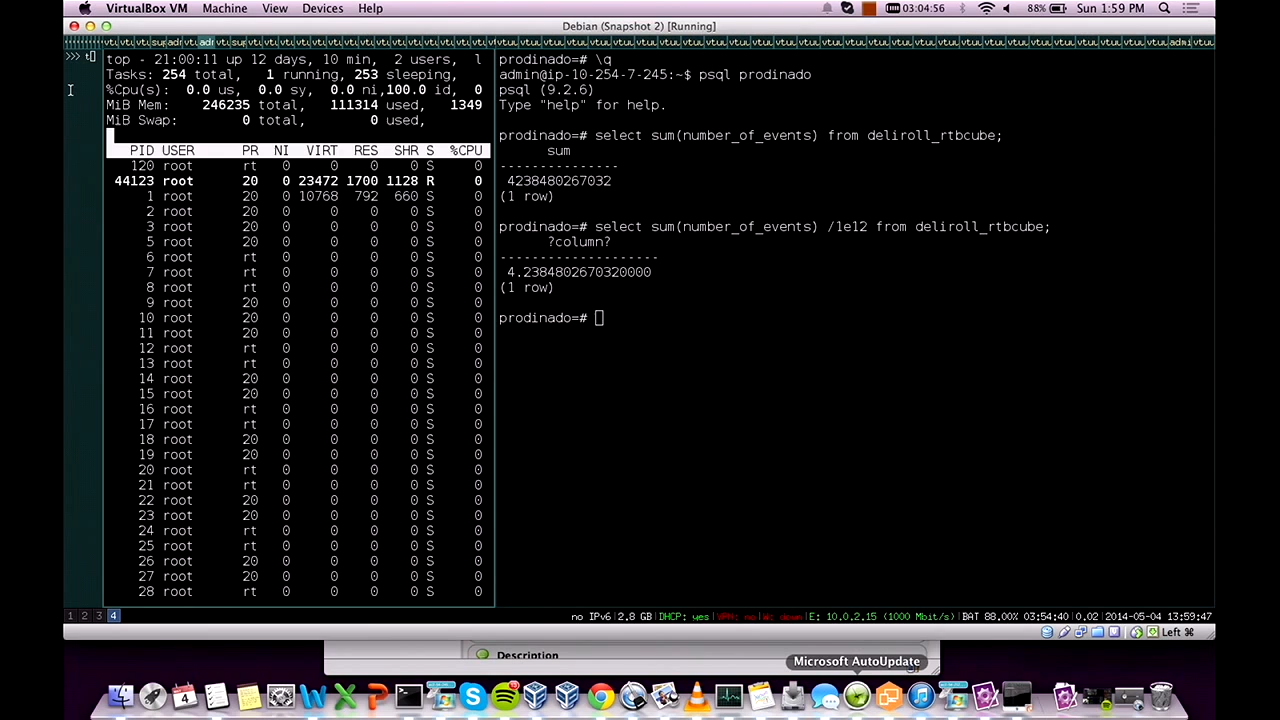 VirtualBox VM Machine View Devices Help 03:04:56 88% Sun 1:59 PM
Debian (Snapshot 2) [Running]
>>> t
top - 21:00:11 up 12 days, 10 min, 2 users, l
Tasks: 254 total, 1 running, 253 sleeping,
%Cpu(s): 0.0 us, 0.0 sy, 0.0 ni,100.0 id, 0
MiB Mem: 246235 total, 111314 used, 1349
MiB Swap: 0 total, 0 used,
PID USER PR NI VIRT RES SHR S %CPU
120 root rt 0 0 0 0 S 0
44123 root 20 0 23472 1700 1128 R 0
1 root 20 0 10768 792 660 S 0
2 root 20 0 0 0 0 S 0
3 root 20 0 0 0 0 S 0
5 root 20 0 0 0 0 S 0
6 root rt 0 0 0 0 S 0
7 root rt 0 0 0 0 S 0
8 root rt 0 0 0 0 S 0
9 root 20 0 0 0 0 S 0
10 root 20 0 0 0 0 S 0
11 root 20 0 0 0 0 S 0
12 root rt 0 0 0 0 S 0
13 root rt 0 0 0 0 S 0
14 root 20 0 0 0 0 S 0
15 root 20 0 0 0 0 S 0
16 root rt 0 0 0 0 S 0
17 root rt 0 0 0 0 S 0
18 root 20 0 0 0 0 S 0
19 root 20 0 0 0 0 S 0
20 root rt 0 0 0 0 S 0
21 root rt 0 0 0 0 S 0
22 root 20 0 0 0 0 S 0
23 root 20 0 0 0 0 S 0
24 root rt 0 0 0 0 S 0
25 root rt 0 0 0 0 S 0
26 root 20 0 0 0 0 S 0
27 root 20 0 0 0 0 S 0
28 root rt 0 0 0 0 S 0
prodinado=# \q
admin@ip-10-254-7-245:~$ psql prodinado
psql (9.2.6)
Type "help" for help.
prodinado=# select sum(number_of_events) from deliroll_rtbcube;
sum
---------------
4238480267032
(1 row)
prodinado=# select sum(number_of_events) /1e12 from deliroll_rtbcube;
?column?
--------------------
4.2384802670320000
(1 row)
prodinado=#
1 2 3 4
no IPv6|2.8 GB|DHCP: yes|VPN: no|W: down|E: 10.0.2.15 (1000 Mbit/s)|BAT 88.00% 03:54:40|0.02|2014-05-04 13:59:47
Left ⌘
Description
Microsoft AutoUpdate